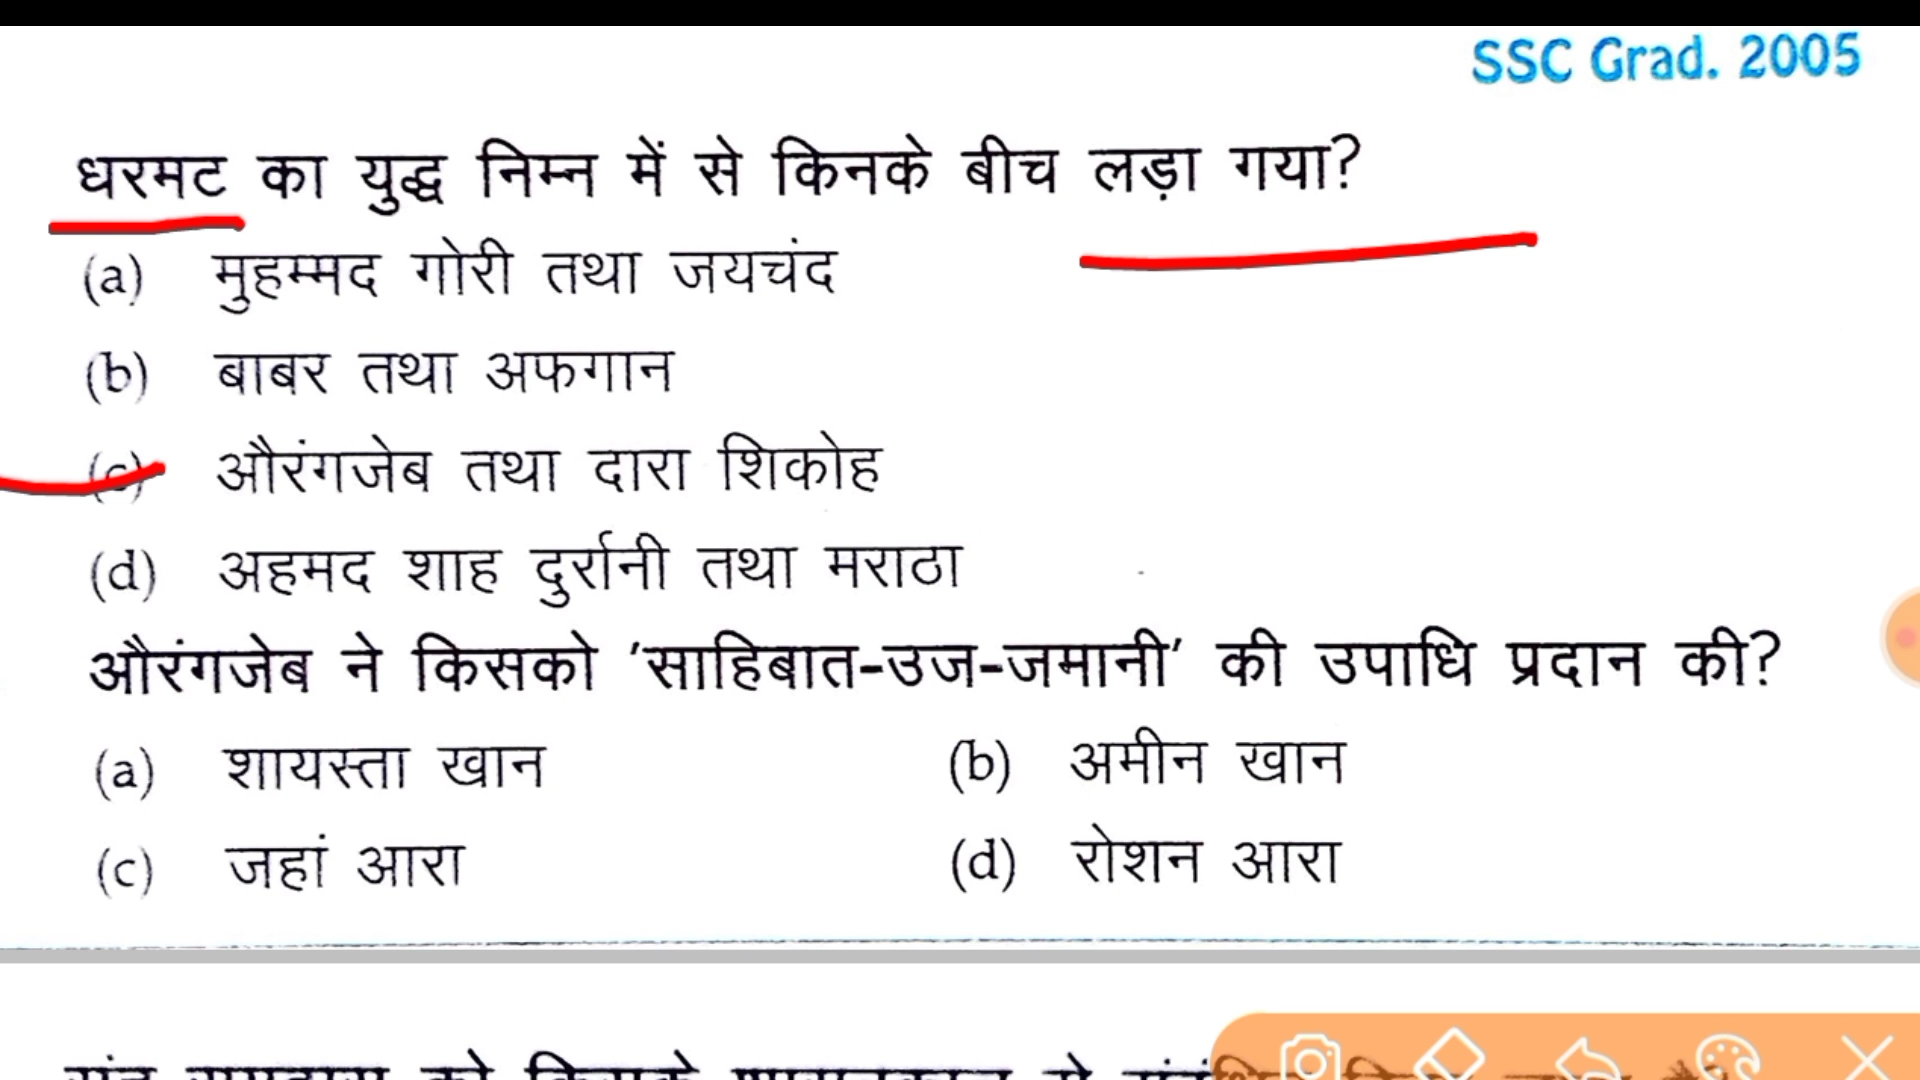 SSC Grad. 2005
धरमट का युद्ध निम्न में से किनके बीच लड़ा गया?
(a) मुहम्मद गोरी तथा जयचंद
(b) बाबर तथा अफगान
(c) औरंगजेब तथा दारा शिकोह
(d) अहमद शाह दुर्रानी तथा मराठा
औरंगजेब ने किसको 'साहिबात-उज-जमानी' की उपाधि प्रदान की?
(a) शायस्ता खान (b) अमीन खान
(c) जहां आरा (d) रोशन आरा